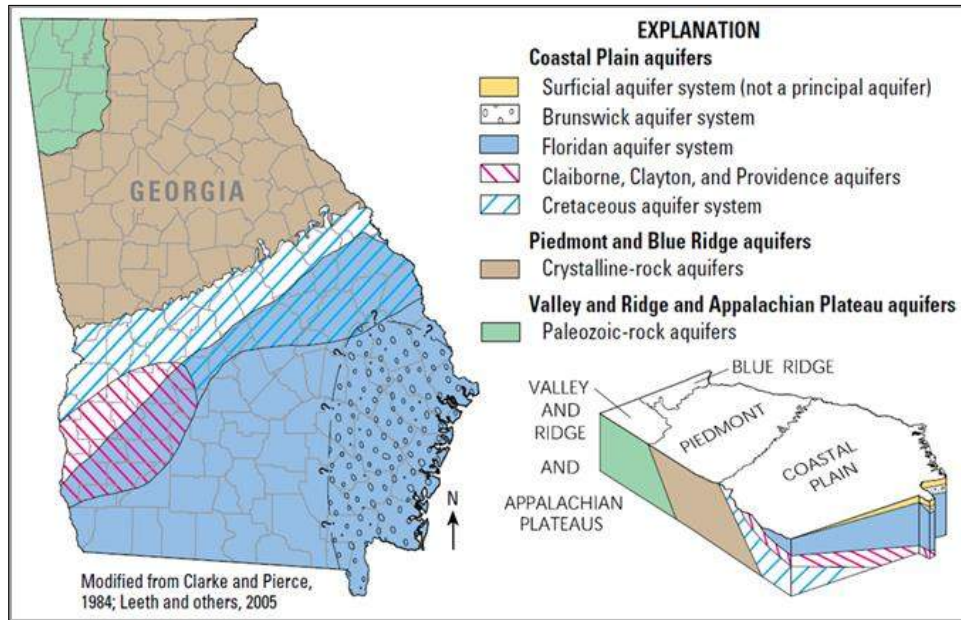 GEORGIA
?
?
?
?
?
N
Modified from Clarke and Pierce,
1984; Leeth and others, 2005
EXPLANATION
Coastal Plain aquifers
Surficial aquifer system (not a principal aquifer)
Brunswick aquifer system
Floridan aquifer system
Claiborne, Clayton, and Providence aquifers
Cretaceous aquifer system
Piedmont and Blue Ridge aquifers
Crystalline-rock aquifers
Valley and Ridge and Appalachian Plateau aquifers
Paleozoic-rock aquifers
BLUE RIDGE
VALLEY
AND
RIDGE
AND
APPALACHIAN
PLATEAUS
PIEDMONT
COASTAL
PLAIN